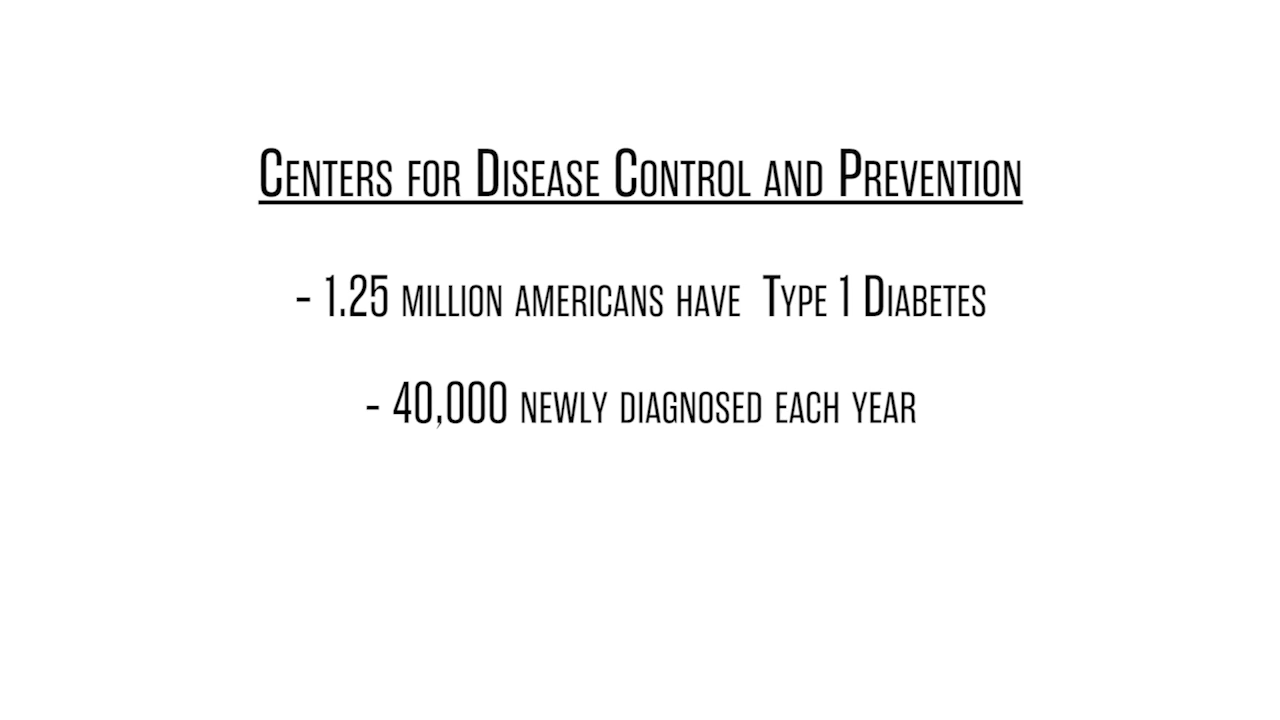 Centers for Disease Control and Prevention
- 1.25 million americans have  Type 1 Diabetes
- 40,000 newly diagnosed each year